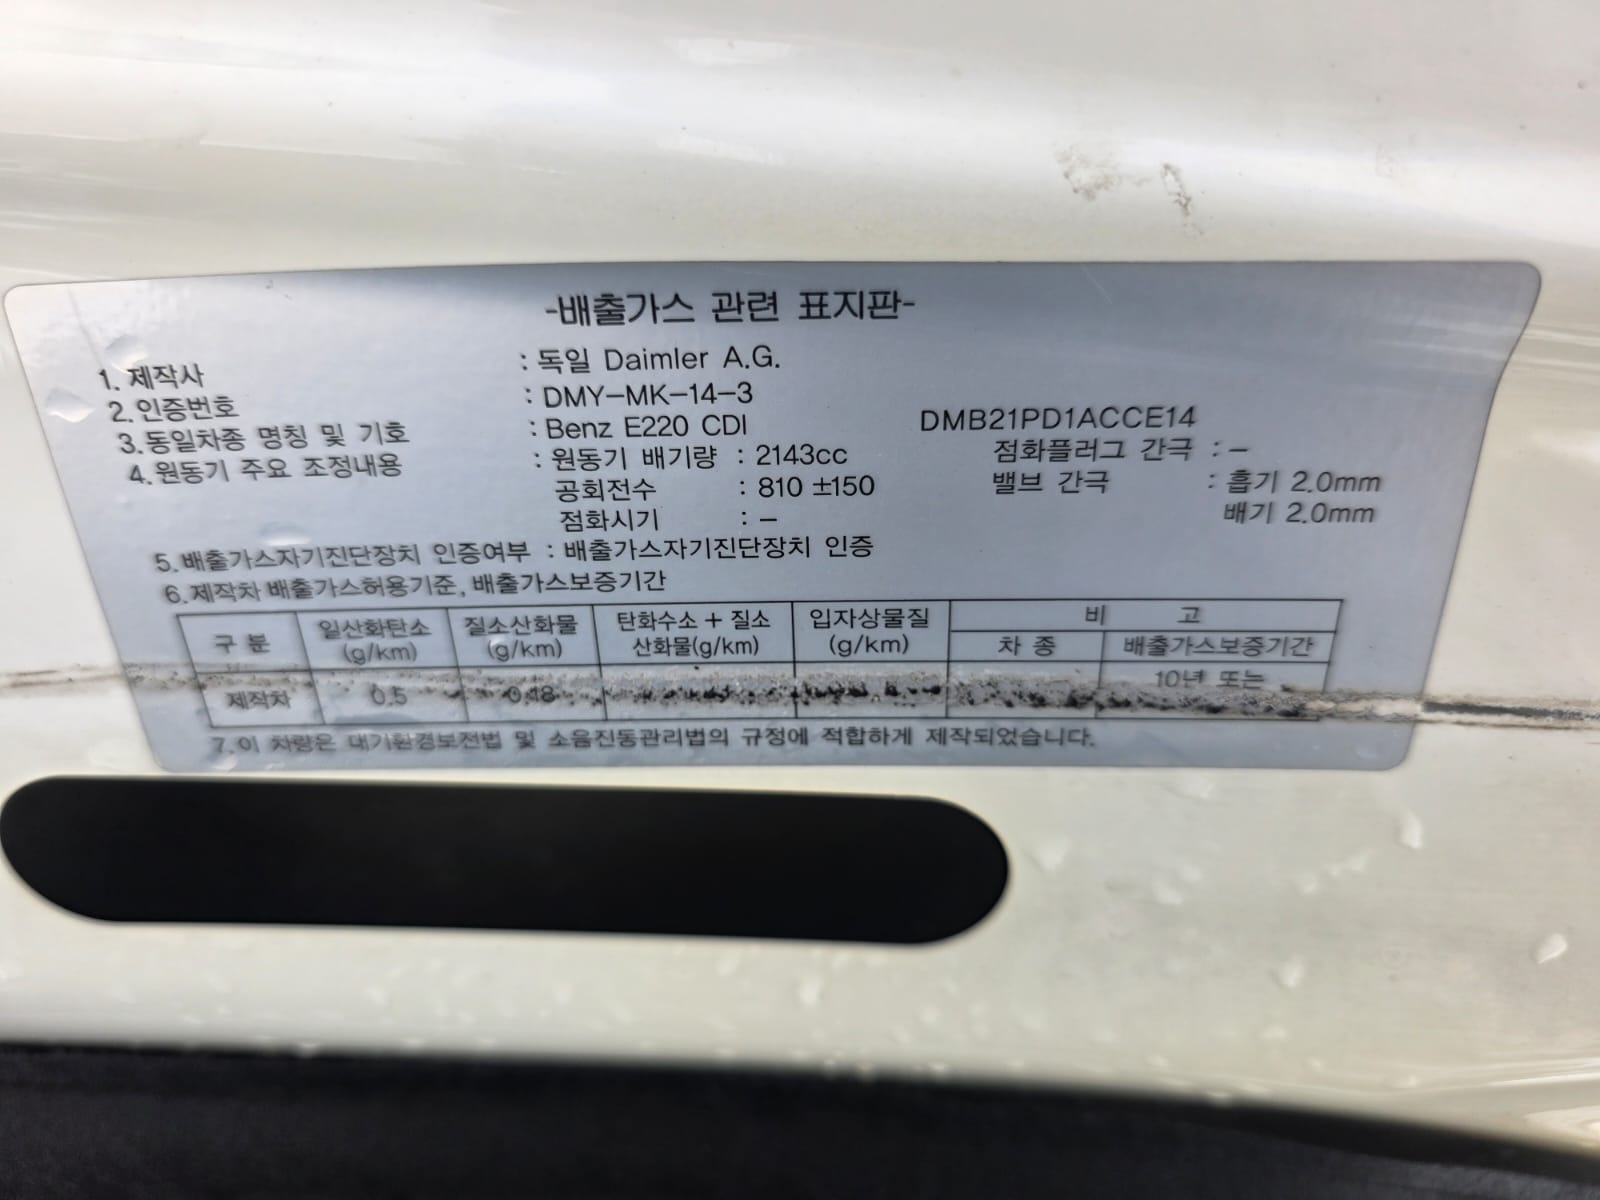 -배출가스 관련 표지판-
1. 제작사 : 독일 Daimler A.G.
2. 인증번호 : DMY-MK-14-3
3. 동일차종 명칭 및 기호 : Benz E220 CDI DMB21PD1ACCE14
4. 원동기 주요 조정내용 : 원동기 배기량 : 2143cc 점화플러그 간극 : -
공회전수 : 810 ±150 밸브 간극 : 흡기 2.0mm
점화시기 : - 배기 2.0mm
5. 배출가스자기진단장치 인증여부 : 배출가스자기진단장치 인증
6. 제작차 배출가스허용기준, 배출가스보증기간
구 분 일산화탄소 (g/km) 질소산화물 (g/km) 탄화수소 + 질소 산화물(g/km) 입자상물질 (g/km) 비 고
차 종 배출가스보증기간
제작차 0.5 0.18 10년 또는
7. 이 차량은 대기환경보전법 및 소음진동관리법의 규정에 적합하게 제작되었습니다.